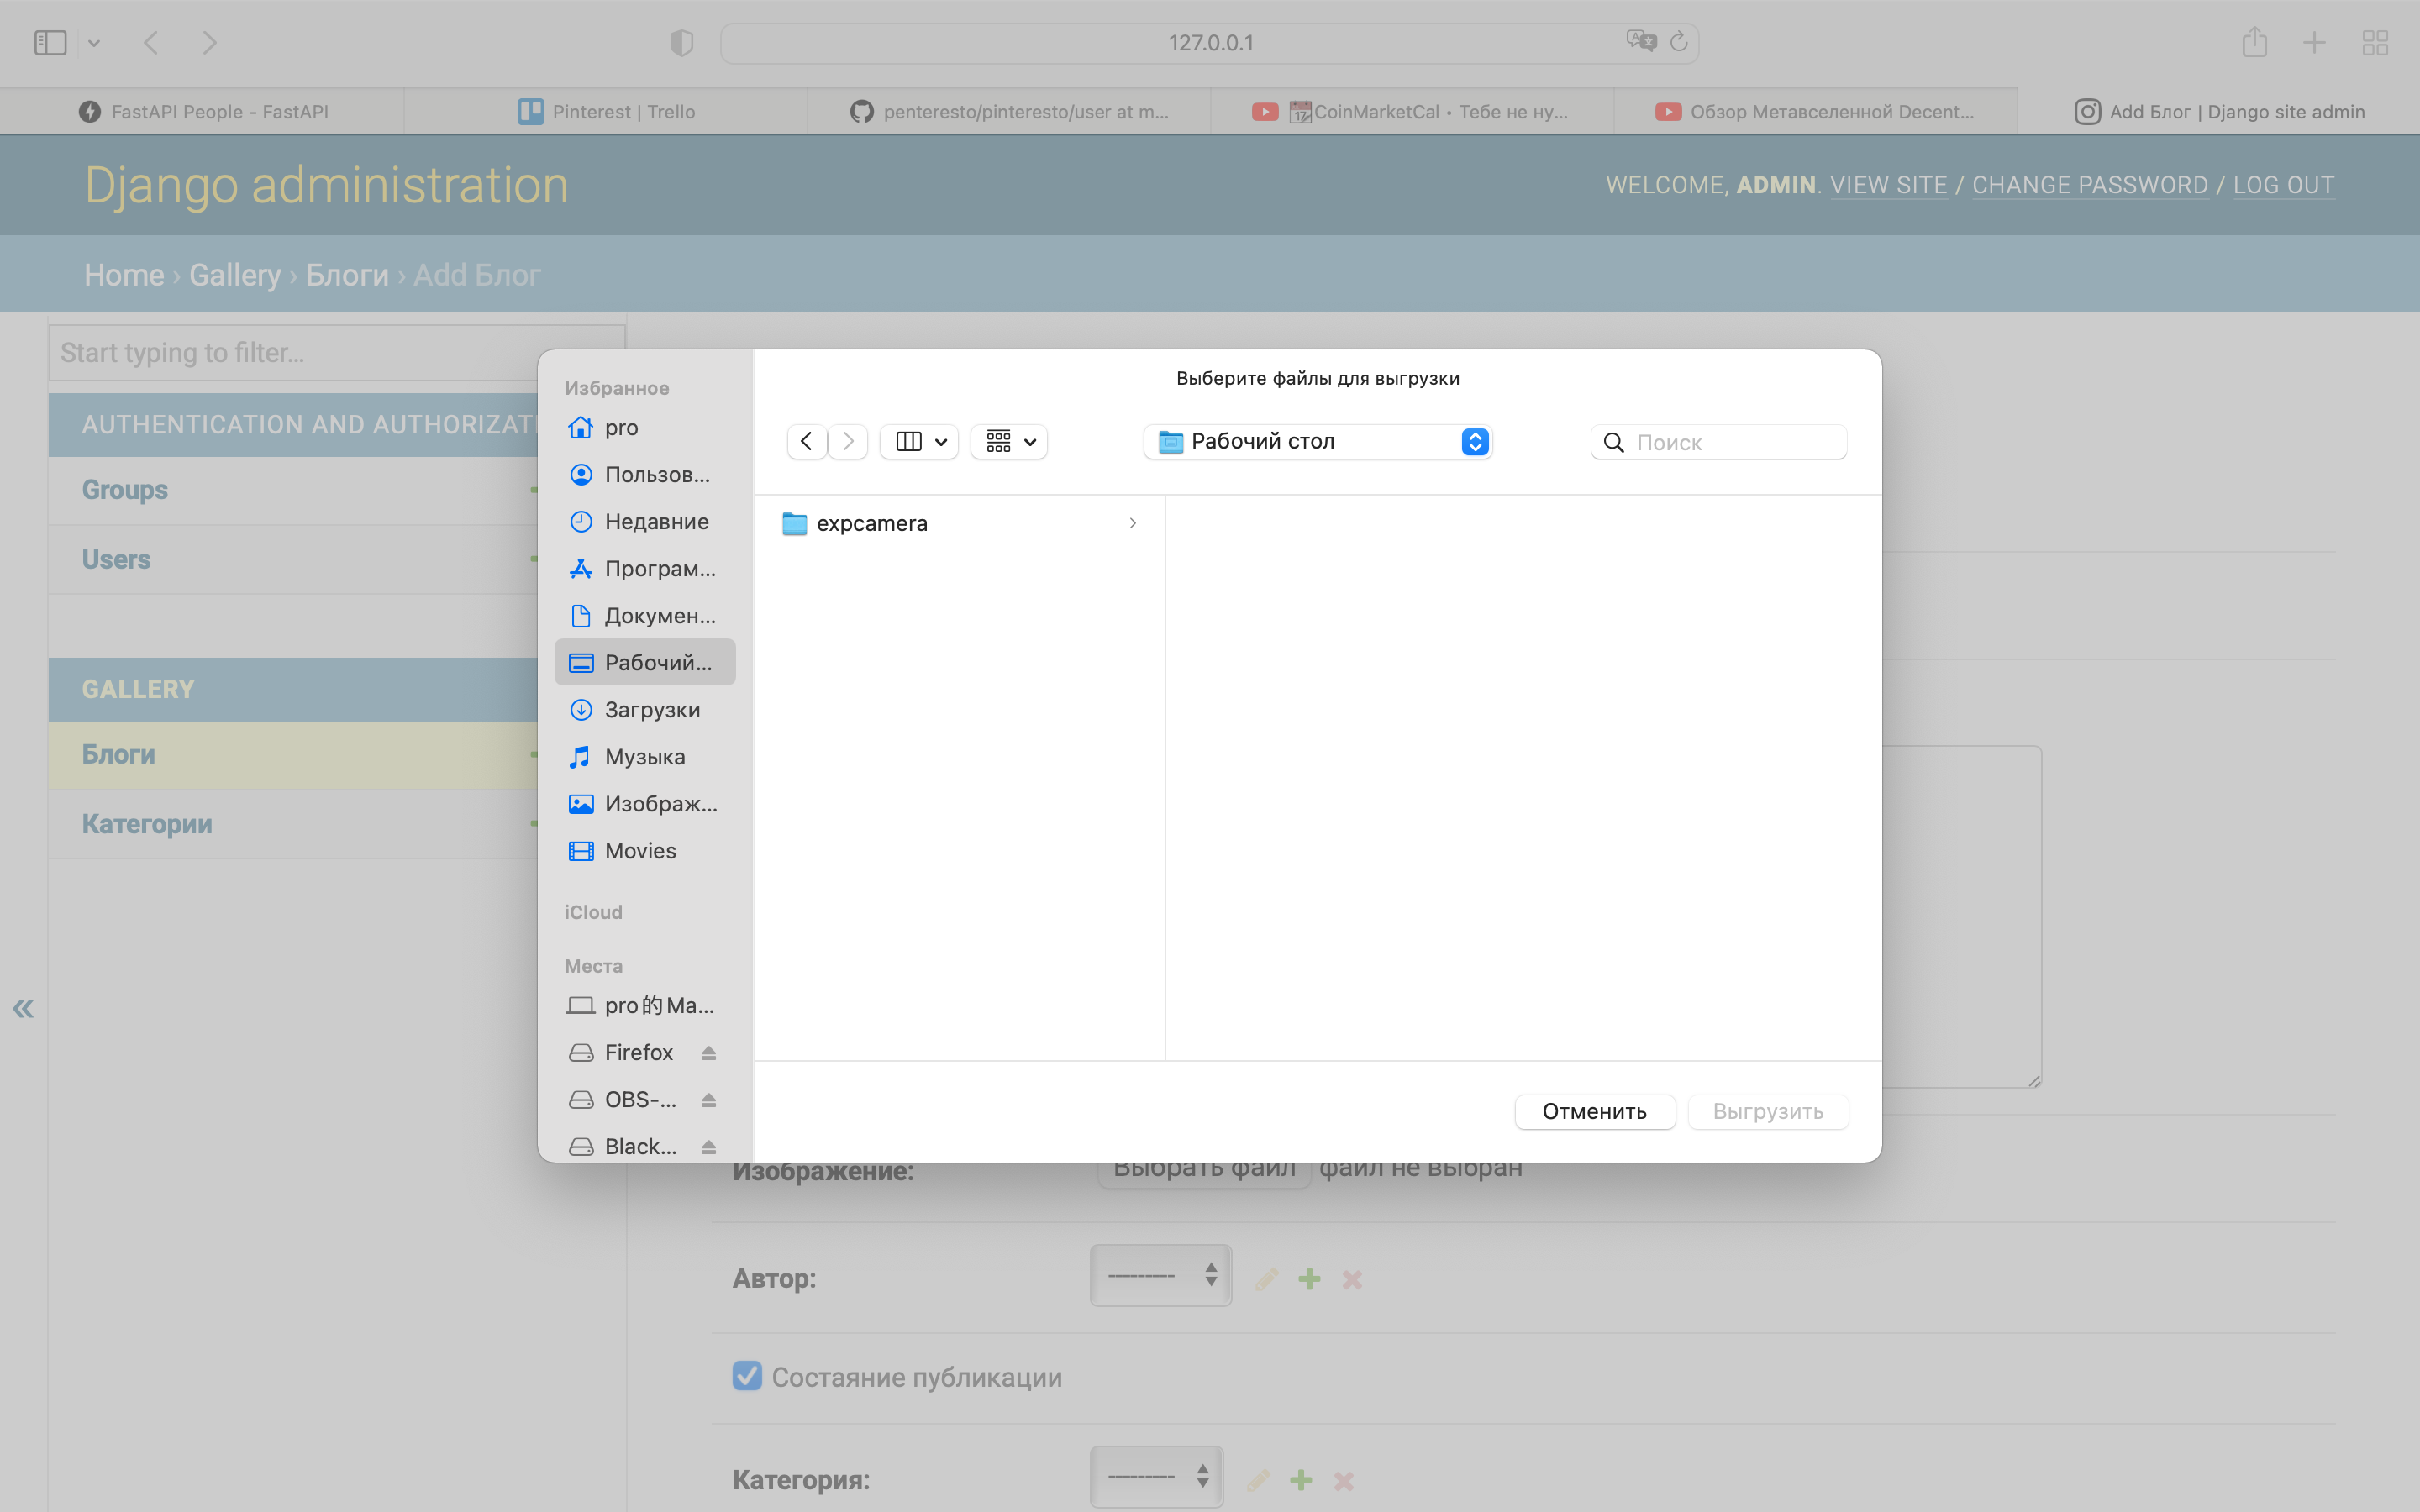 127.0.0.1
FastAPI People - FastAPI
Pinterest | Trello
penteresto/pinteresto/user at m...
17 CoinMarketCal • Тебе не ну...
Обзор Метавселенной Decent...
Add Блог | Django site admin
Django administration
WELCOME, ADMIN. VIEW SITE / CHANGE PASSWORD / LOG OUT
Home › Gallery › Блоги › Add Блог
Start typing to filter...
AUTHENTICATION AND AUTHORIZATI
Groups
Users
GALLERY
Блоги
Категории
«
Избранное
pro
Пользов...
Недавние
Програм...
Докумен...
Рабочий...
Загрузки
Музыка
Изображ...
Movies
iCloud
Места
pro的Ma...
Firefox
OBS-...
Black...
Выберите файлы для выгрузки
Рабочий стол
Поиск
expcamera
Отменить
Выгрузить
Изображение:
Выбрать файл
файл не выбран
Автор:
---------
Состаяние публикации
Категория:
---------